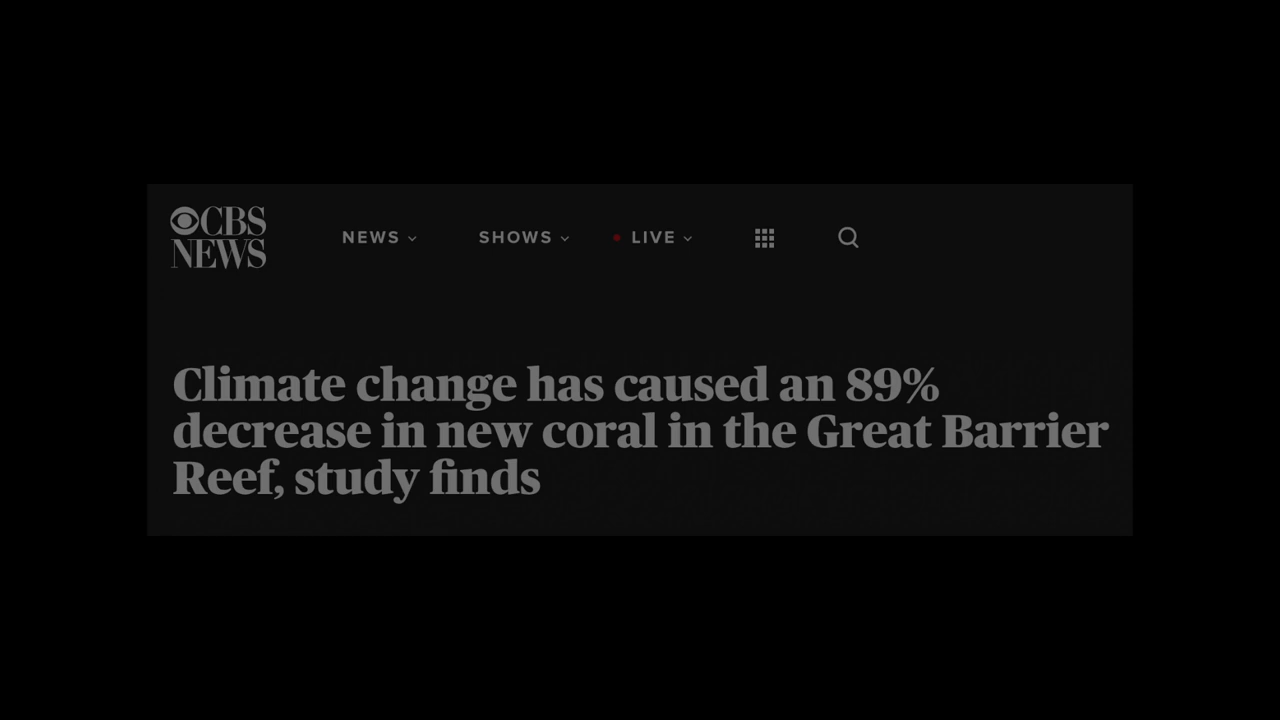 CBS NEWS
NEWS SHOWS LIVE
Climate change has caused an 89%
decrease in new coral in the Great Barrier
Reef, study finds